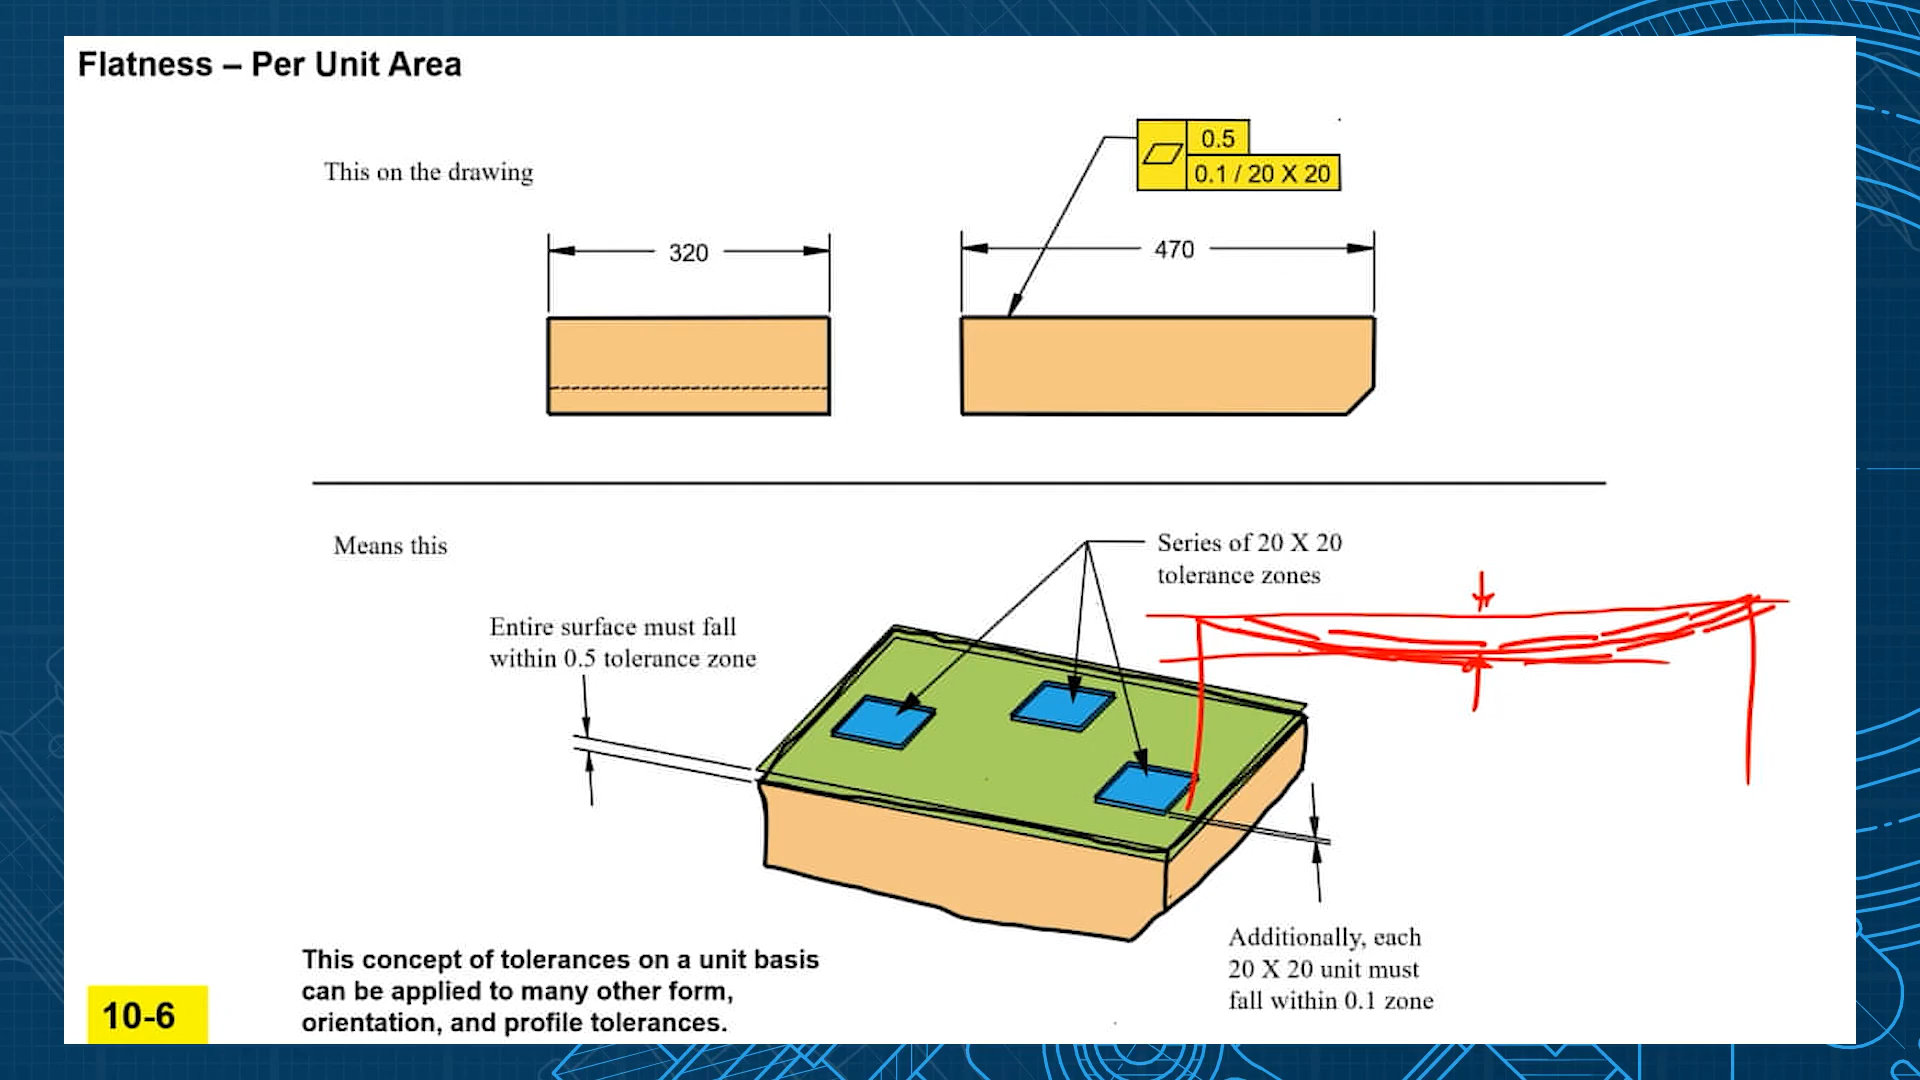 Flatness – Per Unit Area
This on the drawing
0.5
0.1 / 20 X 20
320
470
Means this
Series of 20 X 20
tolerance zones
Entire surface must fall
within 0.5 tolerance zone
Additionally, each
20 X 20 unit must
fall within 0.1 zone
This concept of tolerances on a unit basis
can be applied to many other form,
orientation, and profile tolerances.
10-6